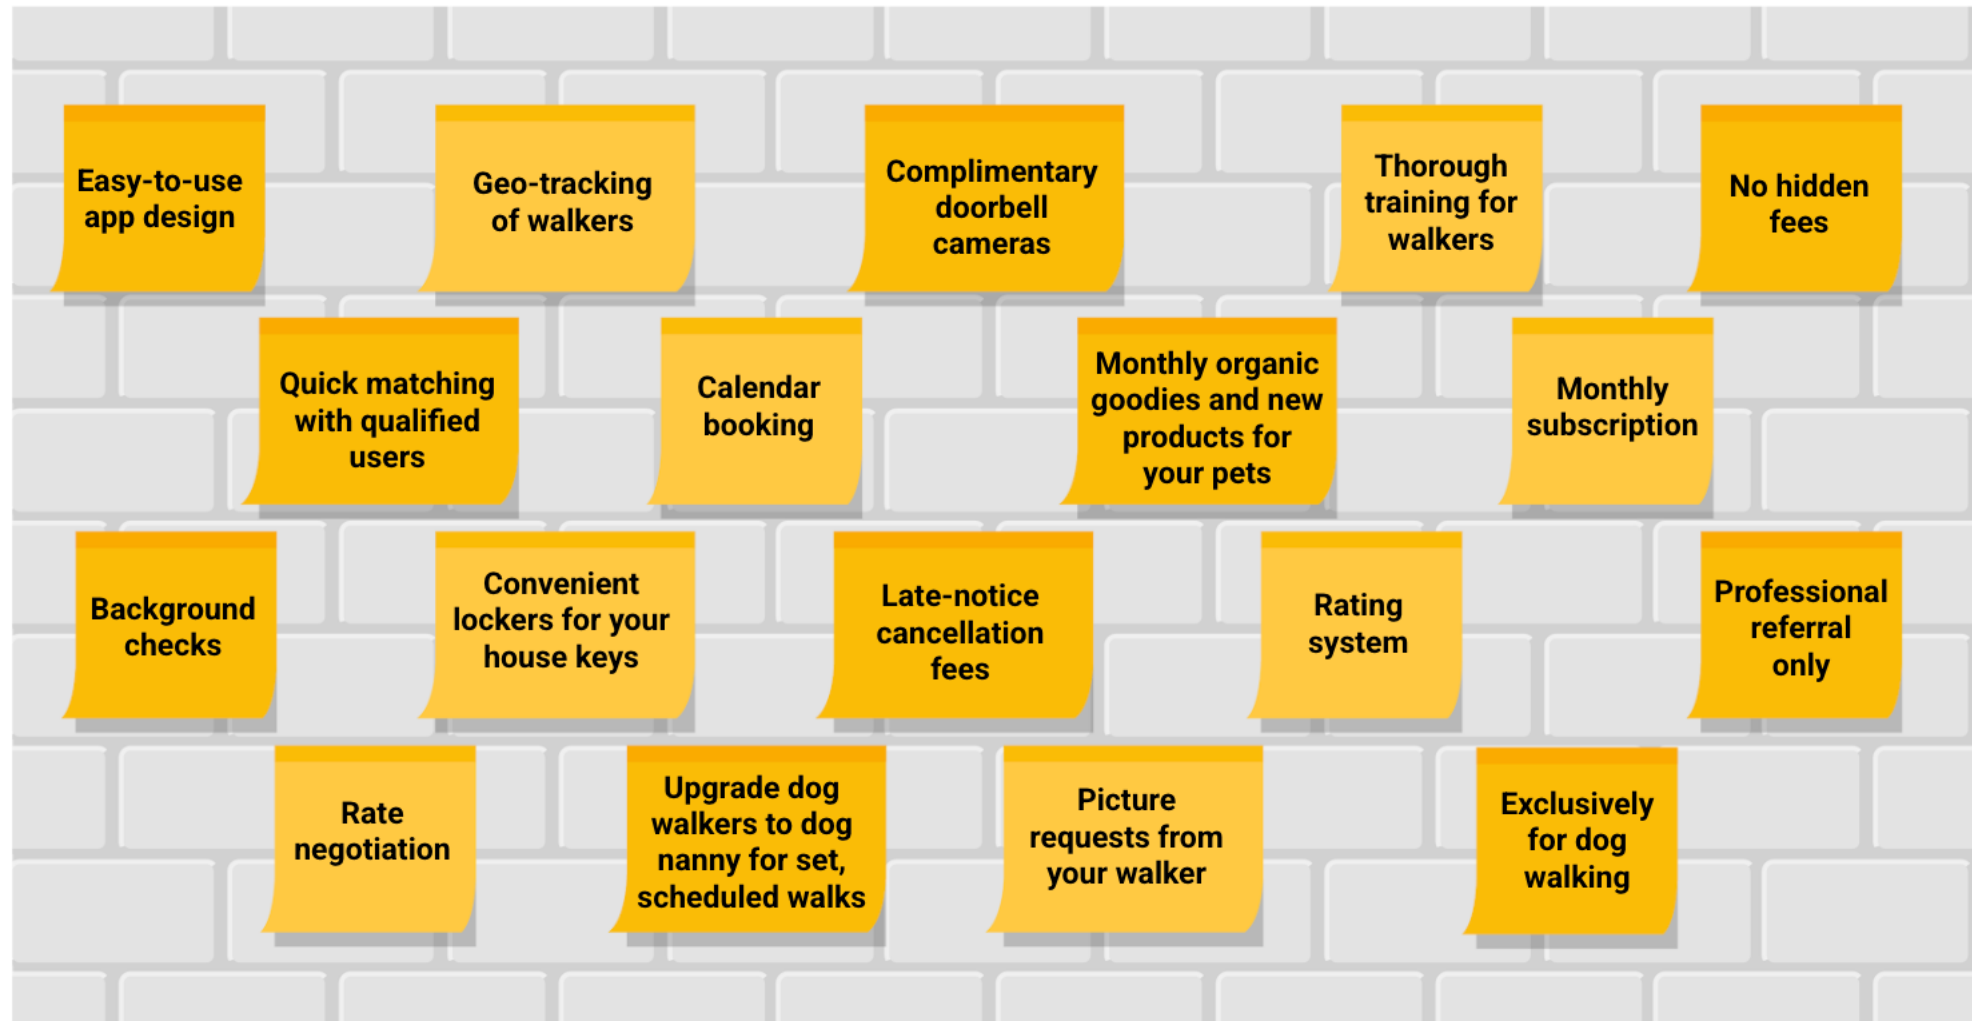 Easy-to-use
app design
Geo-tracking
of walkers
Complimentary
doorbell
cameras
Thorough
training for
walkers
No hidden
fees
Quick matching
with qualified
users
Calendar
booking
Monthly organic
goodies and new
products for
your pets
Monthly
subscription
Background
checks
Convenient
lockers for your
house keys
Late-notice
cancellation
fees
Rating
system
Professional
referral
only
Rate
negotiation
Upgrade dog
walkers to dog
nanny for set,
scheduled walks
Picture
requests from
your walker
Exclusively
for dog
walking